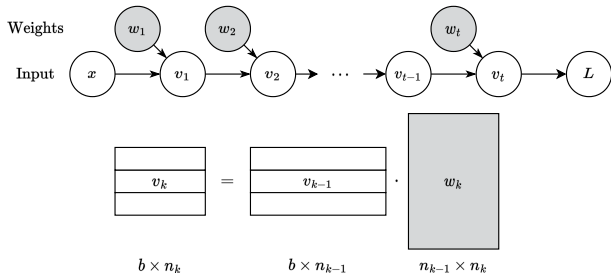 Weights w₁ w₂ wₜ
Input x v₁ v₂ ⋯ vₜ₋₁ vₜ L
vₖ = vₖ₋₁ · wₖ
b × nₖ b × nₖ₋₁ nₖ₋₁ × nₖ